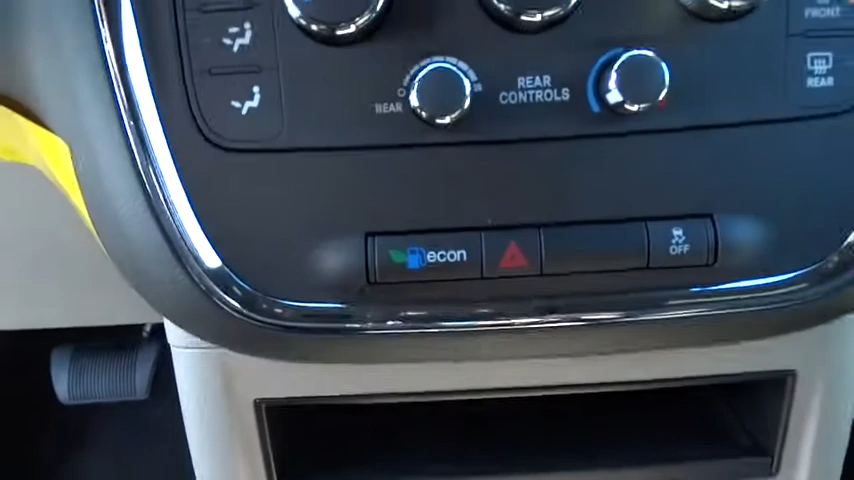 FRONT
REAR
REAR
CONTROLS
REAR
econ
OFF